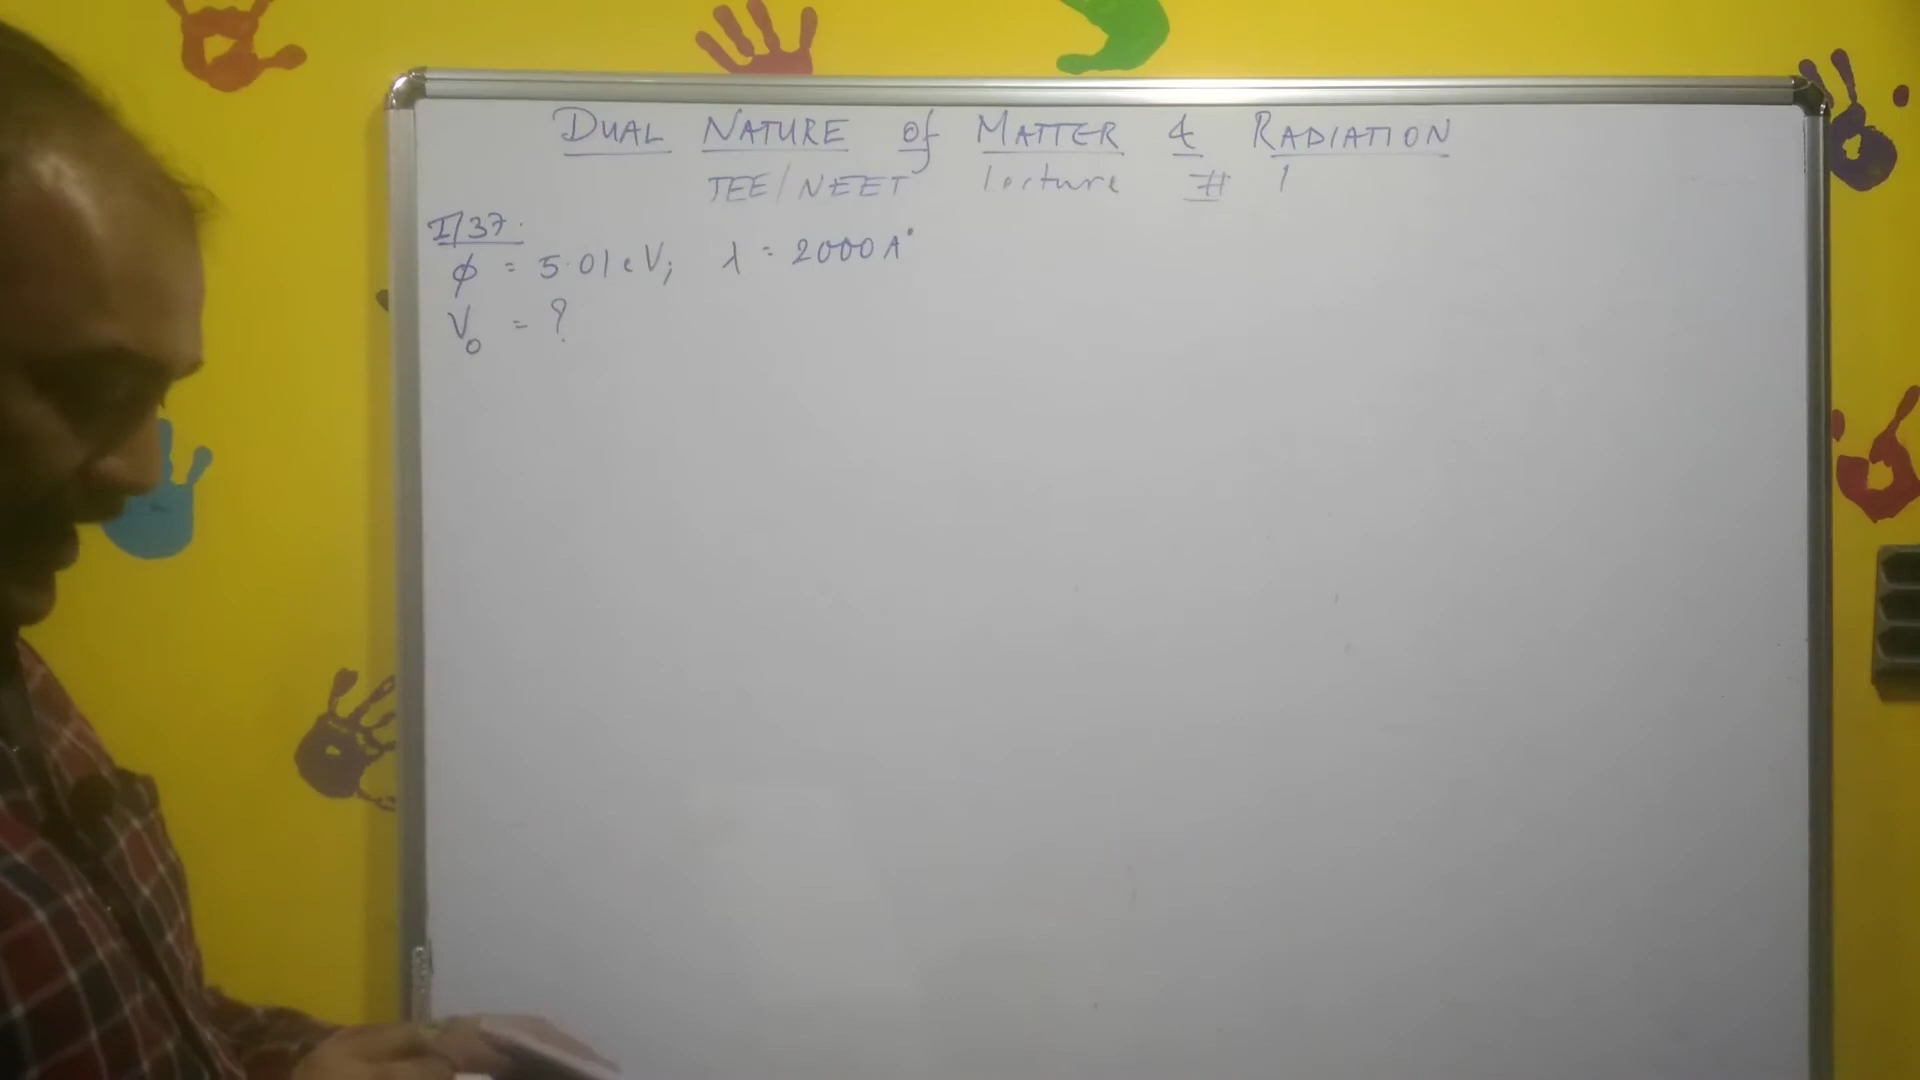 DUAL NATURE of MATTER & RADIATION
JEE/NEET Lecture # 1
I/37.
ϕ = 5.01 eV; λ = 2000 A°
V₀ = ?